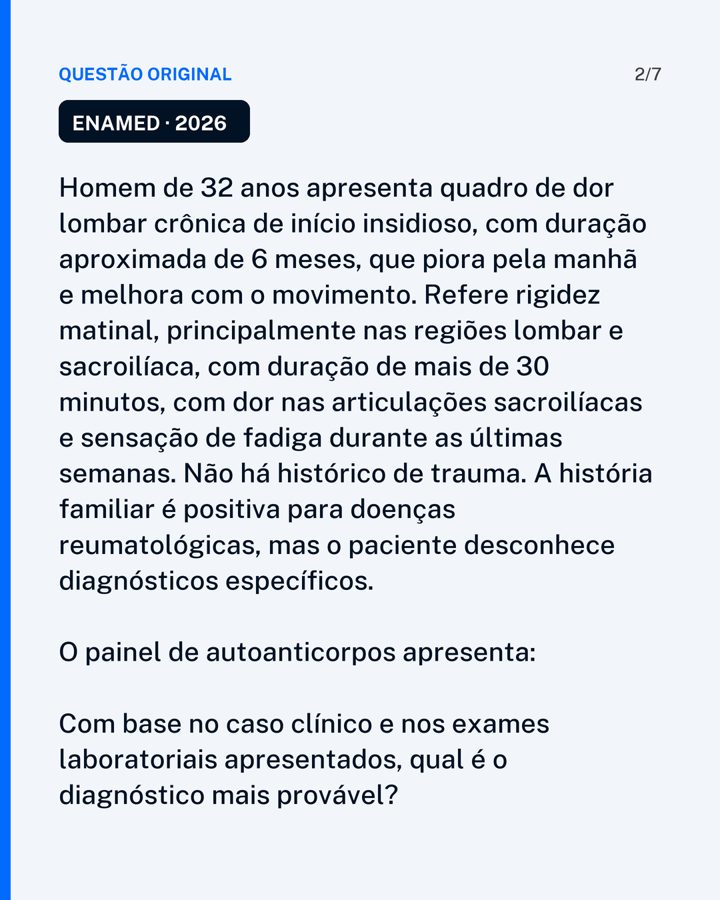 QUESTÃO ORIGINAL
2/7
ENAMED · 2026
Homem de 32 anos apresenta quadro de dor
lombar crônica de início insidioso, com duração
aproximada de 6 meses, que piora pela manhã
e melhora com o movimento. Refere rigidez
matinal, principalmente nas regiões lombar e
sacroilíaca, com duração de mais de 30
minutos, com dor nas articulações sacroilíacas
e sensação de fadiga durante as últimas
semanas. Não há histórico de trauma. A história
familiar é positiva para doenças
reumatológicas, mas o paciente desconhece
diagnósticos específicos.
O painel de autoanticorpos apresenta:
Com base no caso clínico e nos exames
laboratoriais apresentados, qual é o
diagnóstico mais provável?